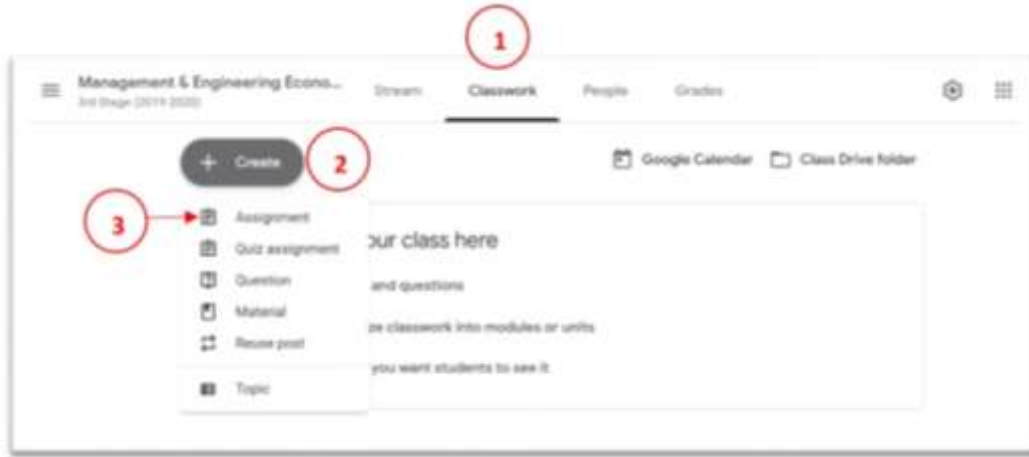 1
Management & Engineering Econo...
3rd Stage (2019-2020)
Stream
Classwork
People
Grades
+ Create
2
Google Calendar
Class Drive folder
3
Assignment
Quiz assignment
Question
Material
Reuse post
Topic
our class here
and questions
ze classwork into modules or units
you want students to see it